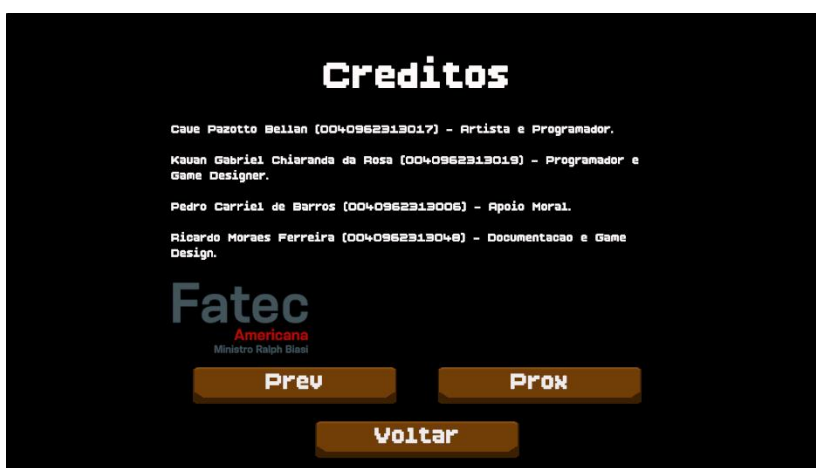 Creditos
Caue Pazotto Bellan (0040962313017) - Artista e Programador.
Kauan Gabriel Chiaranda da Rosa (0040962313019) - Programador e
Game Designer.
Pedro Carriel de Barros (0040962313006) - Apoio Moral.
Ricardo Moraes Ferreira (0040962313048) - Documentacao e Game
Design.
Fatec
Americana
Ministro Ralph Biasi
Prev
Prox
Voltar